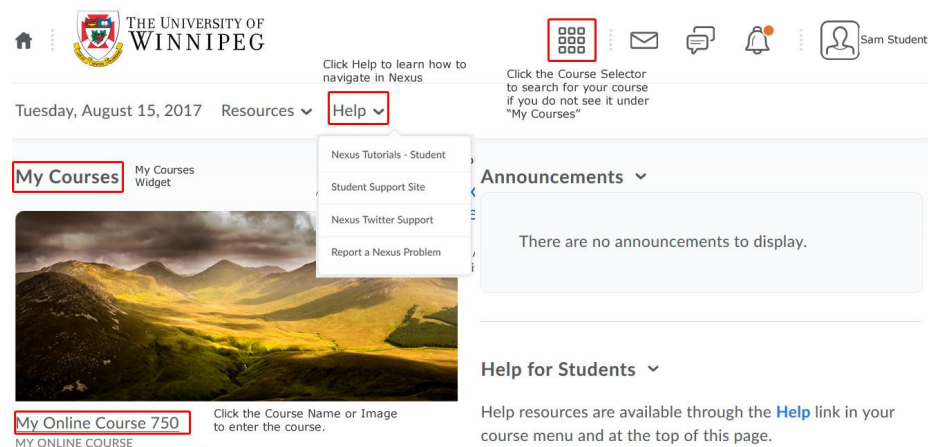 THE UNIVERSITY OF
WINNIPEG
Sam Student
Click Help to learn how to
navigate in Nexus
Click the Course Selector
to search for your course
if you do not see it under
“My Courses”
Tuesday, August 15, 2017 Resources Help
Nexus Tutorials - Student
Student Support Site
Nexus Twitter Support
Report a Nexus Problem
My Courses
My Courses
Widget
Announcements
There are no announcements to display.
My Online Course 750
MY ONLINE COURSE
Click the Course Name or Image
to enter the course.
Help for Students
Help resources are available through the Help link in your
course menu and at the top of this page.